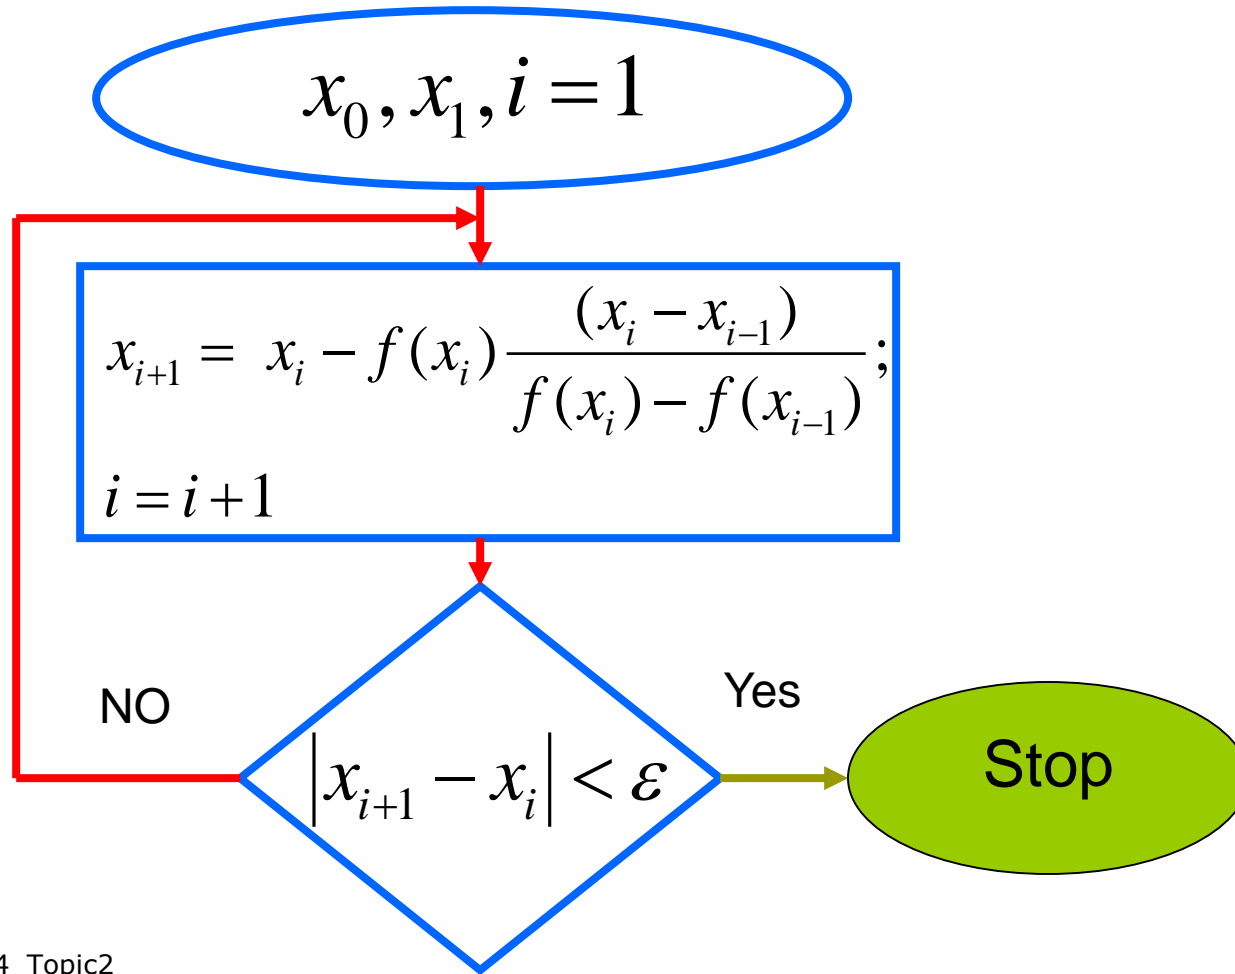 x₀, x₁, i = 1
xᵢ₊₁ = xᵢ − f(xᵢ) (xᵢ − xᵢ₋₁) / f(xᵢ) − f(xᵢ₋₁) ;
i = i + 1
NO
Yes
|xᵢ₊₁ − xᵢ| < ε
Stop
4 Topic2